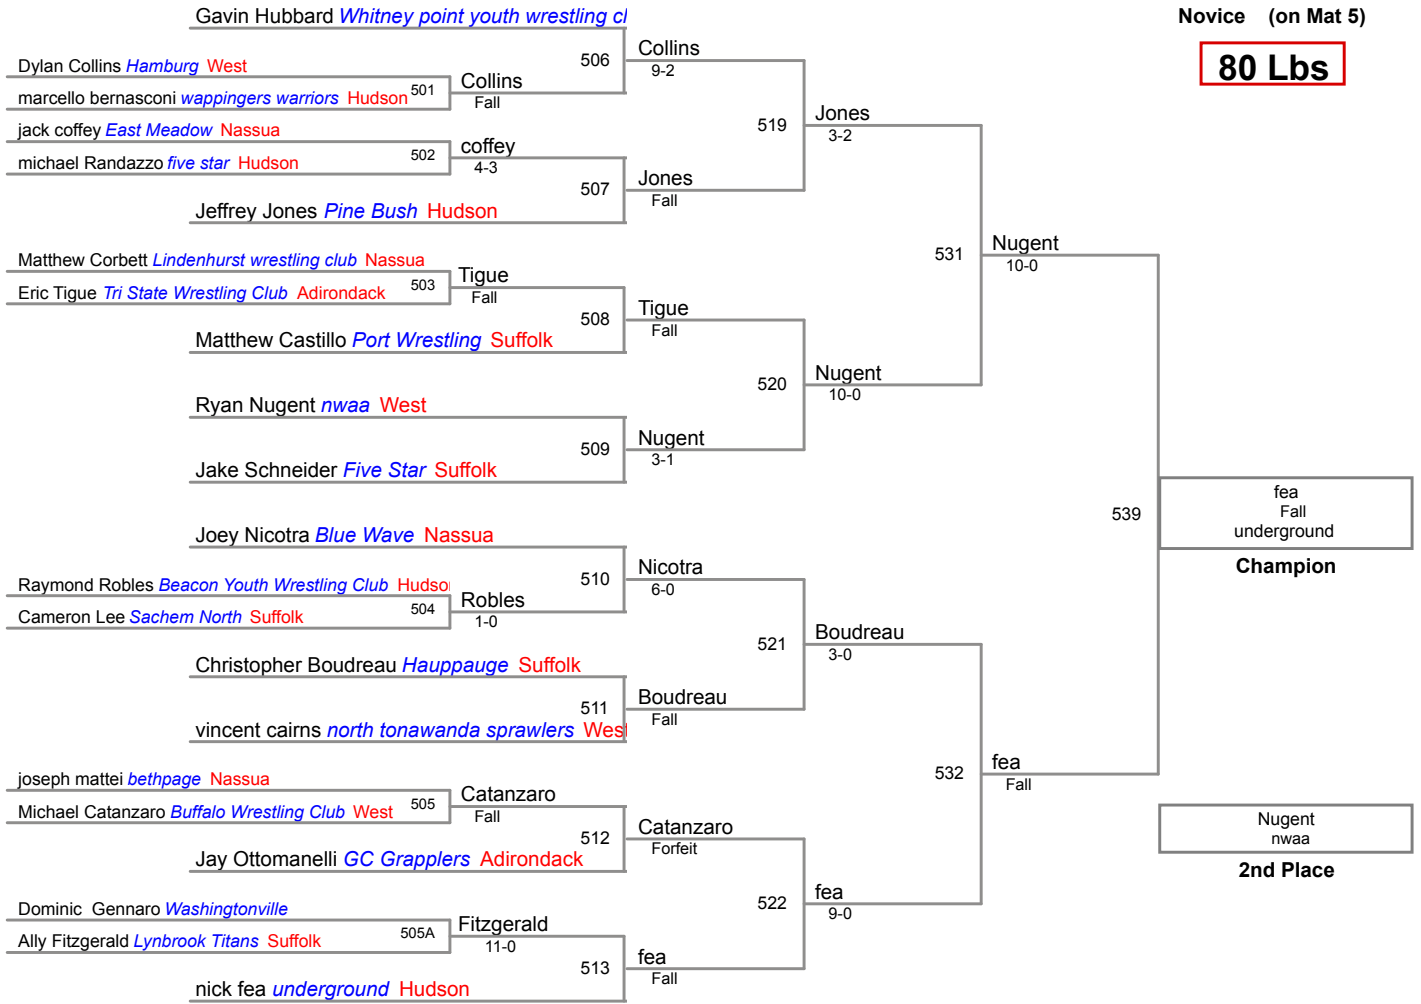 Gavin Hubbard Whitney point youth wrestling cl
Novice (on Mat 5)
80 Lbs
Collins
506
9-2
Dylan Collins Hamburg West
Collins
501
marcello bernasconi wappingers warriors Hudson
Fall
Jones
519
3-2
jack coffey East Meadow Nassua
coffey
502
4-3
michael Randazzo five star Hudson
Jones
507
Fall
Jeffrey Jones Pine Bush Hudson
Nugent
531
10-0
Matthew Corbett Lindenhurst wrestling club Nassua
Tigue
503
Eric Tigue Tri State Wrestling Club Adirondack
Fall
Tigue
508
Fall
Matthew Castillo Port Wrestling Suffolk
Nugent
520
10-0
Ryan Nugent nwaa West
Nugent
509
3-1
Jake Schneider Five Star Suffolk
fea
Fall
539
underground
Champion
Joey Nicotra Blue Wave Nassua
Nicotra
510
6-0
Raymond Robles Beacon Youth Wrestling Club Hudso
Robles
504
Cameron Lee Sachem North Suffolk
1-0
Boudreau
521
3-0
Christopher Boudreau Hauppauge Suffolk
Boudreau
511
Fall
vincent cairns north tonawanda sprawlers West
fea
532
Fall
joseph mattei bethpage Nassua
Catanzaro
505
Michael Catanzaro Buffalo Wrestling Club West
Fall
Catanzaro
512
Forfeit
Jay Ottomanelli GC Grapplers Adirondack
Nugent
nwaa
2nd Place
fea
522
9-0
Dominic Gennaro Washingtonville
Fitzgerald
505A
Ally Fitzgerald Lynbrook Titans Suffolk
11-0
fea
513
Fall
nick fea underground Hudson